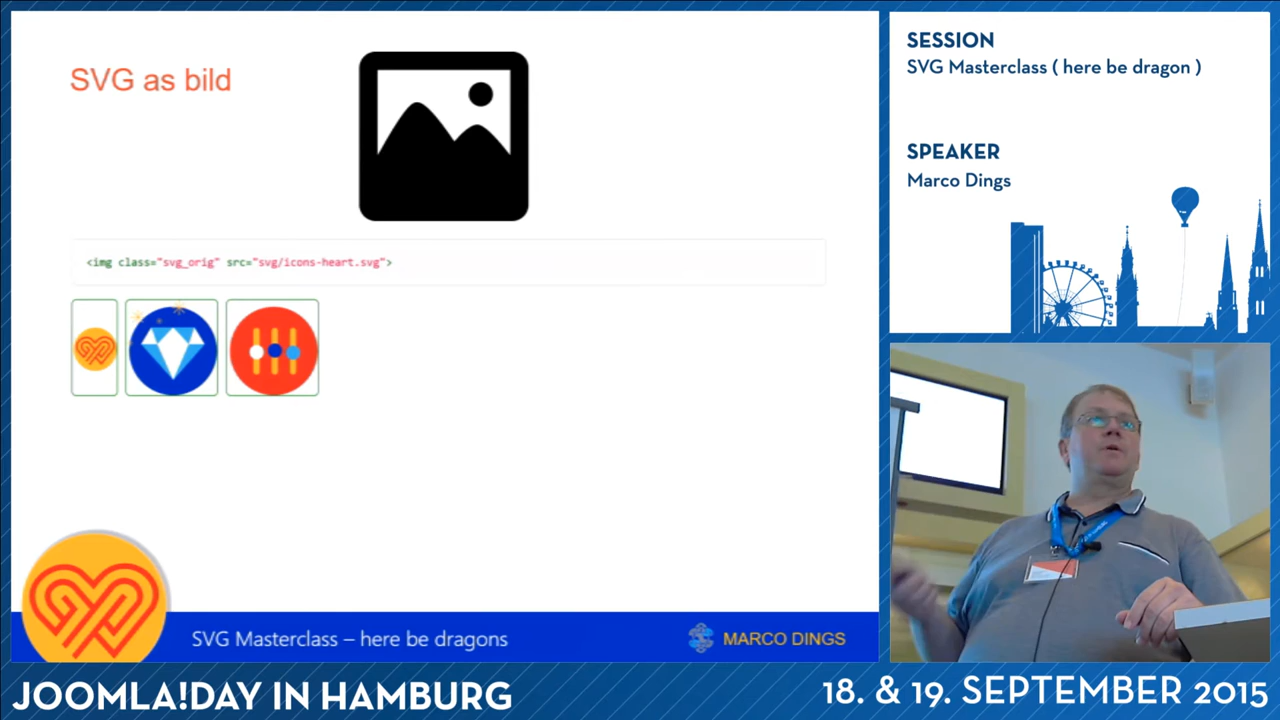 SVG as bild
<img class="svg_orig" src="svg/icons-heart.svg">
SVG Masterclass – here be dragons
MARCO DINGS
SESSION
SVG Masterclass ( here be dragon )
SPEAKER
Marco Dings
JOOMLA!DAY IN HAMBURG
18. & 19. SEPTEMBER 2015